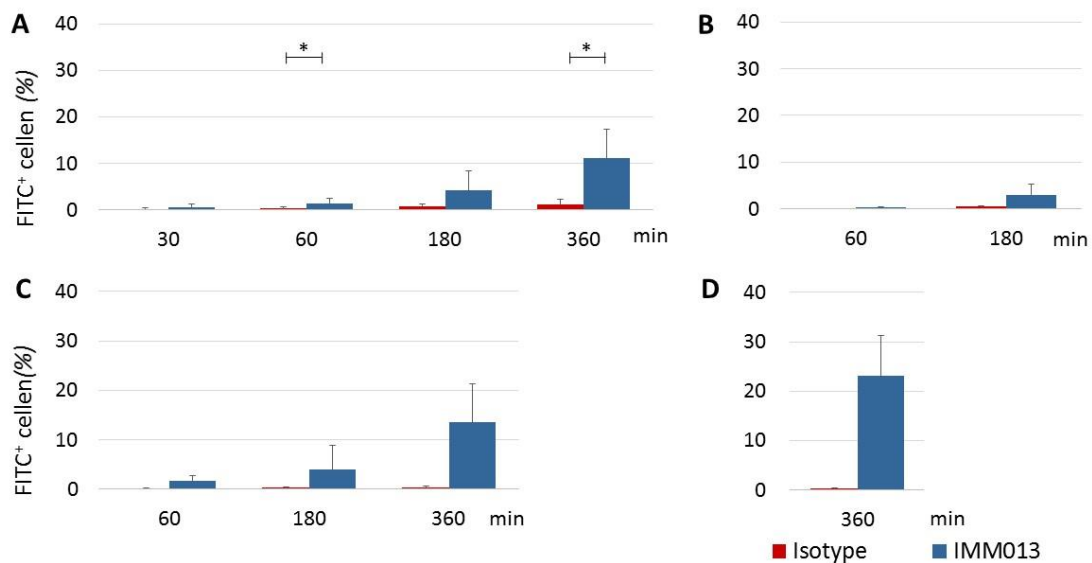 A
FITC⁺ cellen (%)
40
30
20
10
0
*
*
30 60 180 360 min
B
40
30
20
10
0
60 180 min
C
FITC⁺ cellen(%)
40
30
20
10
0
60 180 360 min
D
40
30
20
10
0
360 min
Isotype IMM013